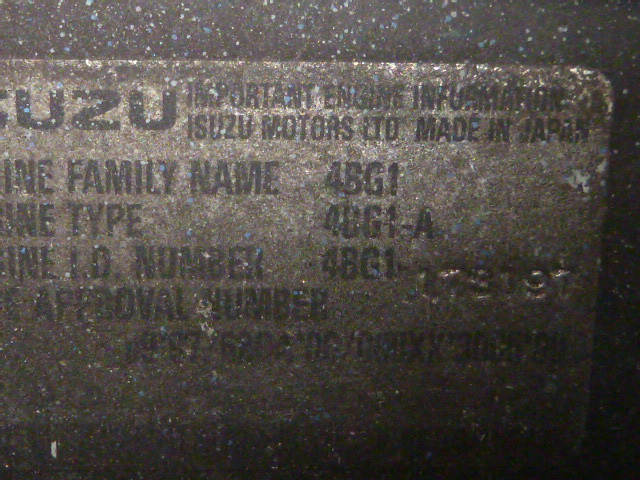 SUZU IMPORTANT ENGINE INFORMATION
ISUZU MOTORS LTD. MADE IN JAPAN
INE FAMILY NAME 4BG1
INE TYPE 4BG1-A
GINE I.D. NUMBER 4BG1-
E APPROVAL NUMBER